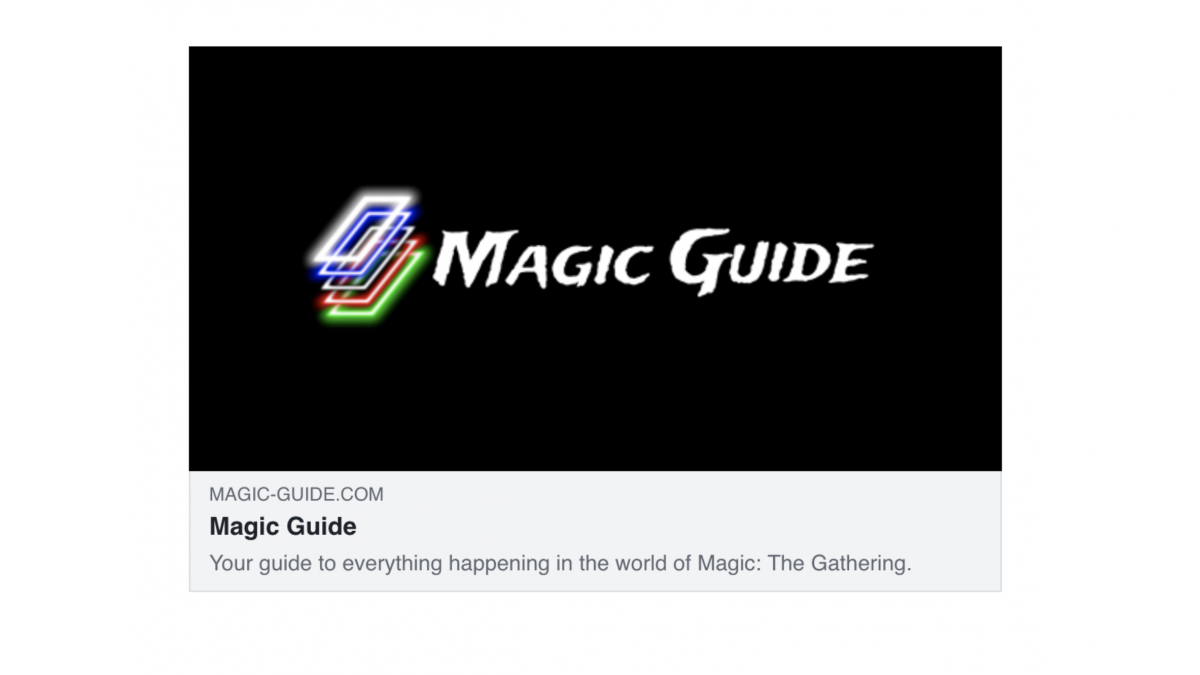 Magic Guide
MAGIC-GUIDE.COM
Magic Guide
Your guide to everything happening in the world of Magic: The Gathering.